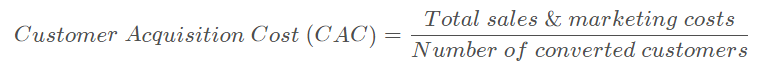 Customer Acquisition Cost (CAC) = Total sales & marketing costs
Number of converted customers